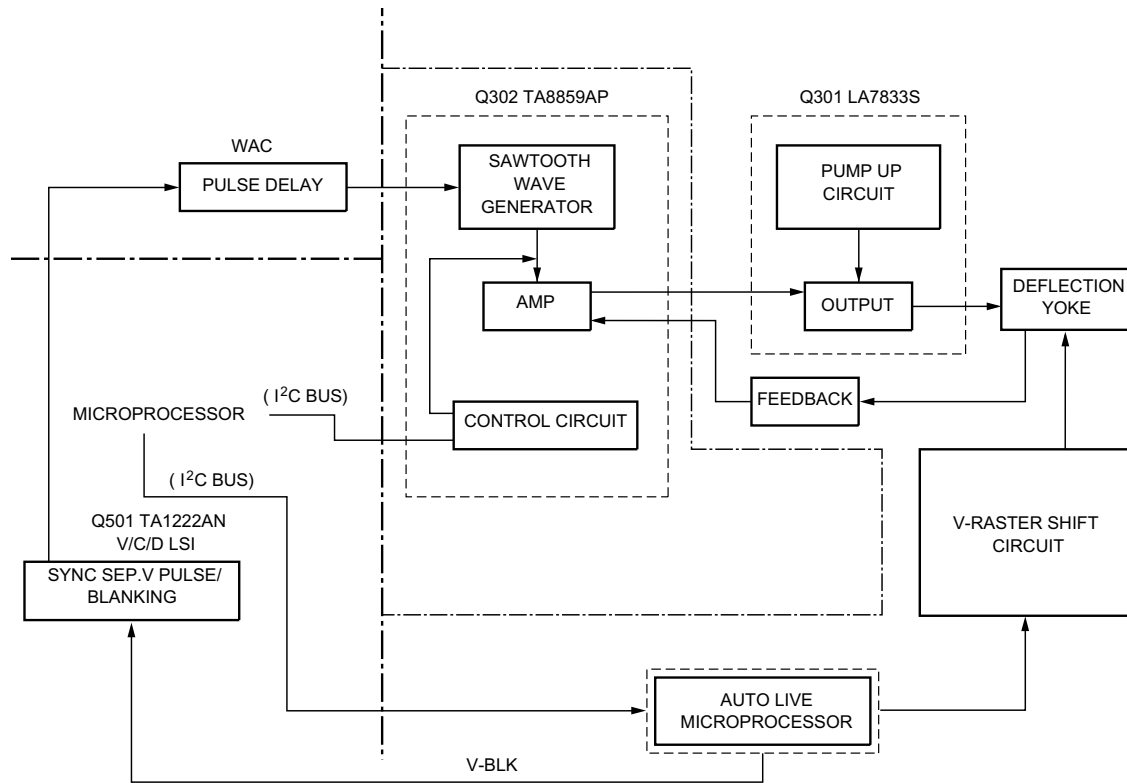 Q302 TA8859AP
Q301 LA7833S
WAC
PULSE DELAY
SAWTOOTH
WAVE
GENERATOR
PUMP UP
CIRCUIT
AMP
OUTPUT
DEFLECTION
YOKE
FEEDBACK
( I²C BUS)
MICROPROCESSOR
CONTROL CIRCUIT
( I²C BUS)
Q501 TA1222AN
V/C/D LSI
SYNC SEP.V PULSE/
BLANKING
V-RASTER SHIFT
CIRCUIT
AUTO LIVE
MICROPROCESSOR
V-BLK